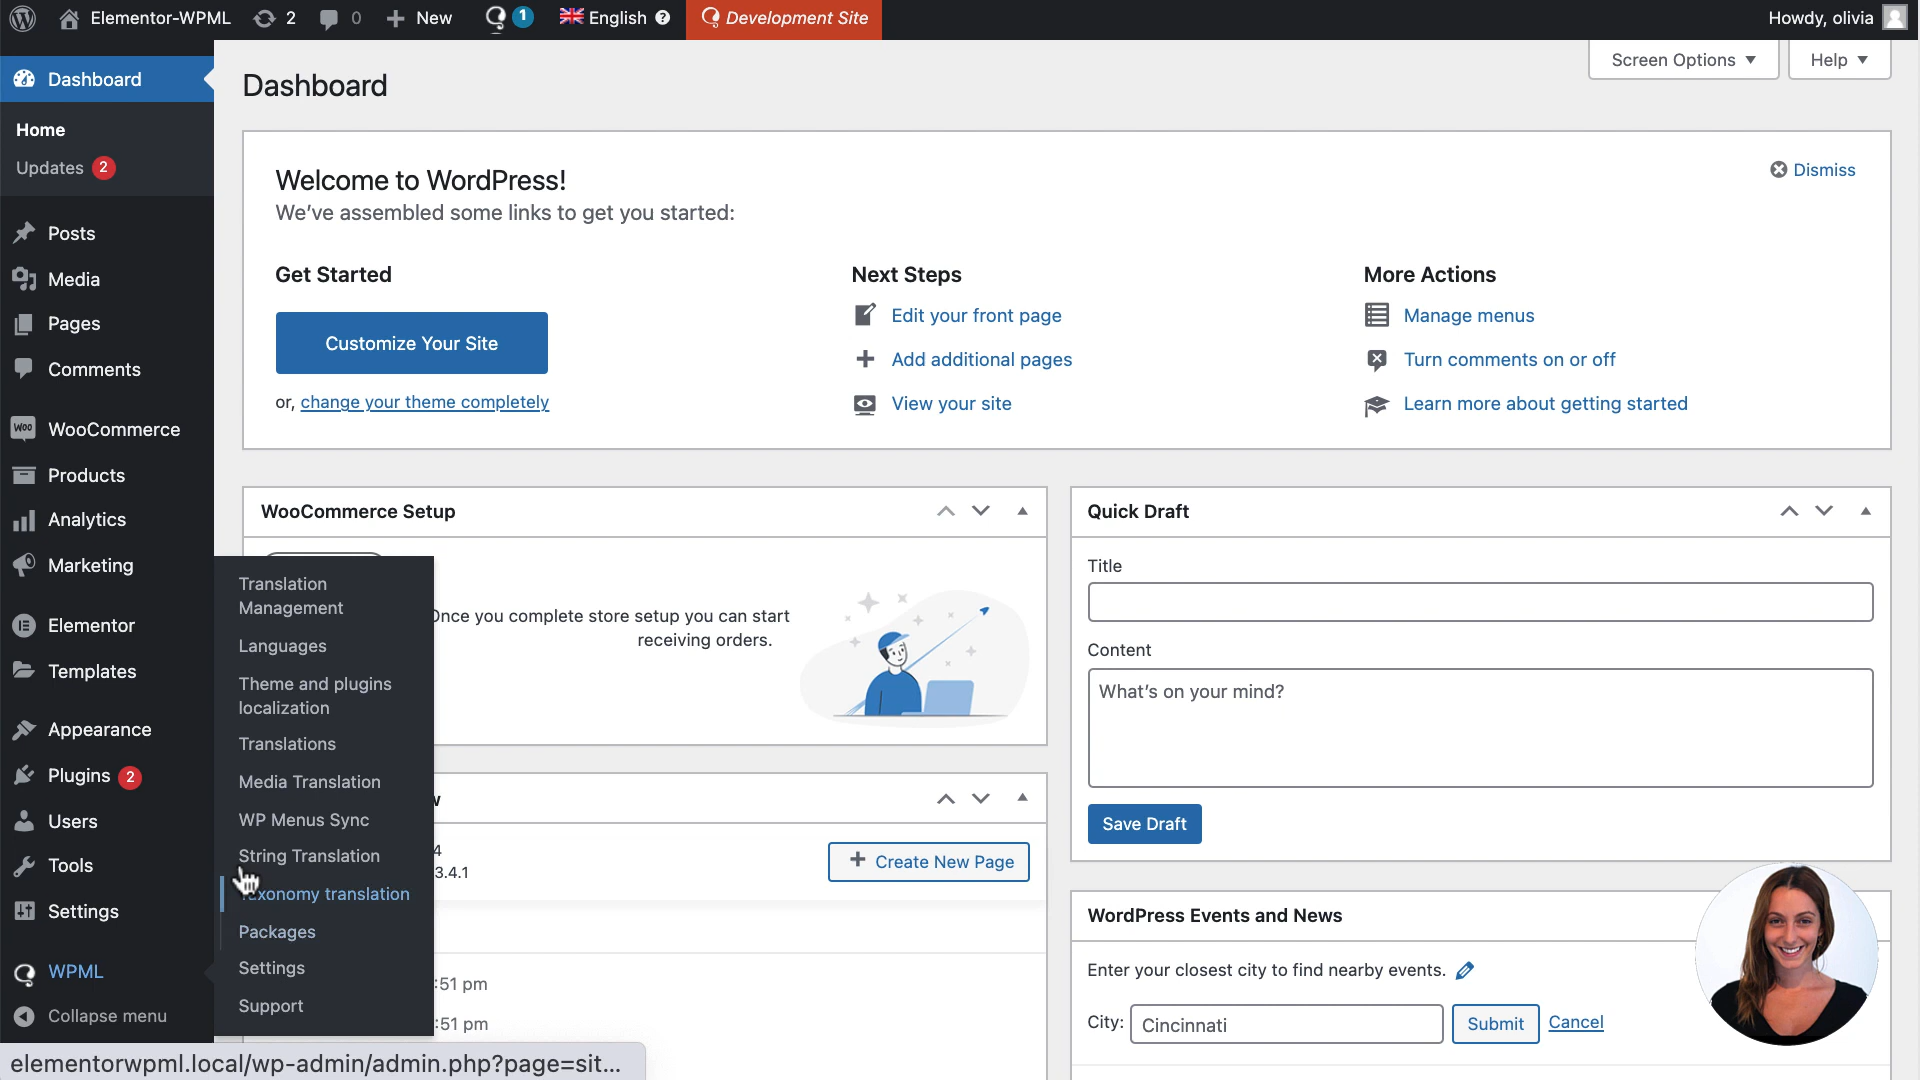 Elementor-WPML
2
0
New
1
English
Development Site
Howdy, olivia
Dashboard
Home
Updates 2
Posts
Media
Pages
Comments
WooCommerce
Products
Analytics
Marketing
Elementor
Templates
Appearance
Plugins 2
Users
Tools
Settings
WPML
Collapse menu
Translation
Management
Languages
Theme and plugins
localization
Translations
Media Translation
WP Menus Sync
String Translation
translation
Packages
Settings
Support
Screen Options
Help
Dashboard
Welcome to WordPress!
We've assembled some links to get you started:
Dismiss
Get Started
Customize Your Site
or, change your theme completely
Next Steps
Edit your front page
Add additional pages
View your site
More Actions
Manage menus
Turn comments on or off
Learn more about getting started
WooCommerce Setup
Once you complete store setup you can start
receiving orders.
w
4
3.4.1
Create New Page
:51 pm
:51 pm
Quick Draft
Title
Content
What's on your mind?
Save Draft
WordPress Events and News
Enter your closest city to find nearby events.
City: Cincinnati Submit Cancel
elementorwpml.local/wp-admin/admin.php?page=sit...